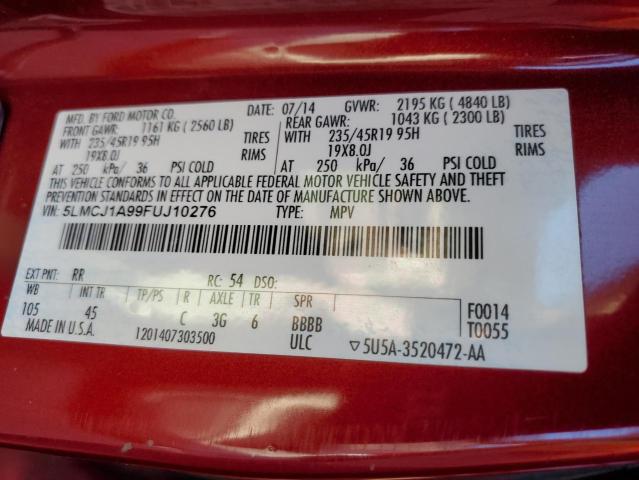 MFD. BY FORD MOTOR CO. DATE: 07/14 GVWR: 2195 KG ( 4840 LB)
FRONT GAWR: 1161 KG ( 2560 LB) REAR GAWR: 1043 KG ( 2300 LB)
WITH 235/45R19 95H TIRES WITH 235/45R19 95H TIRES
19X8.0J RIMS 19X8.0J RIMS
AT 250 kPa/ 36 PSI COLD AT 250 kPa/ 36 PSI COLD
THIS VEHICLE CONFORMS TO ALL APPLICABLE FEDERAL MOTOR VEHICLE SAFETY AND THEFT
PREVENTION STANDARDS IN EFFECT ON THE DATE OF MANUFACTURE SHOWN ABOVE.
VIN: 5LMCJ1A99FUJ10276 TYPE: MPV
EXT PNT: RR RC: 54 DSO:
WB INT TR TP/PS R AXLE TR SPR
105 45 C 3G 6 BBBB F0014
MADE IN U.S.A. 1201407303500 ULC ▽5U5A-3520472-AA T0055